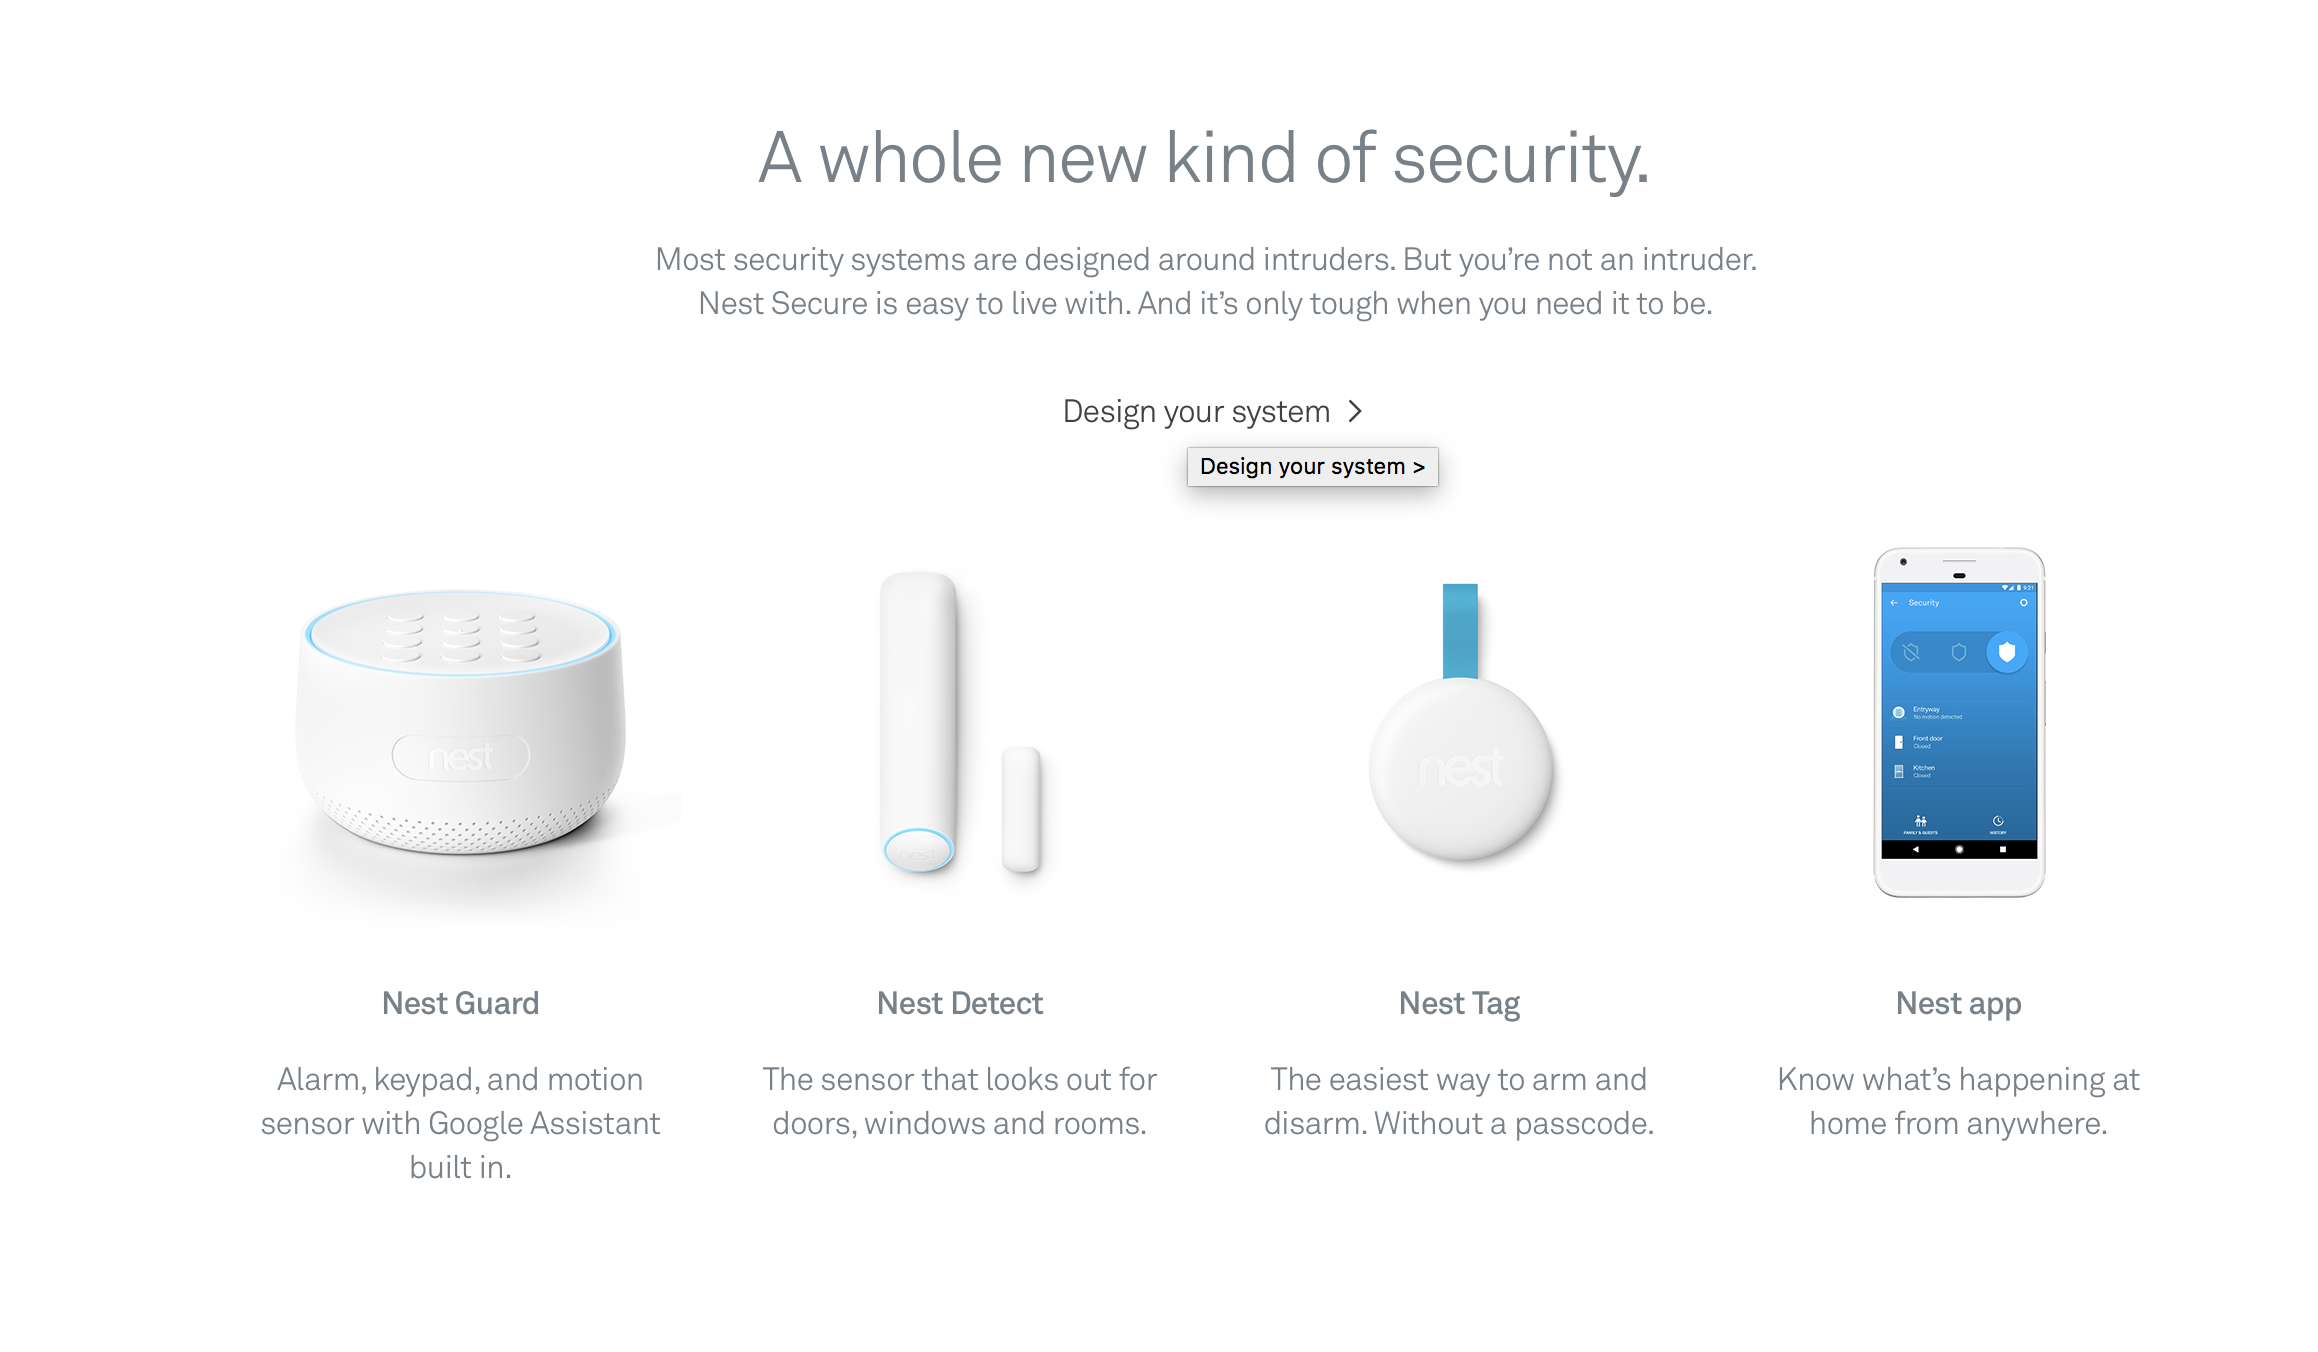 A whole new kind of security.
Most security systems are designed around intruders. But you’re not an intruder.
Nest Secure is easy to live with. And it’s only tough when you need it to be.
Design your system >
Design your system >
nest
nest
nest
9:21
Security
Entryway
No motion detected
Front door
Closed
Kitchen
Closed
FAMILY & GUESTS
HISTORY
Nest Guard
Alarm, keypad, and motion
sensor with Google Assistant
built in.
Nest Detect
The sensor that looks out for
doors, windows and rooms.
Nest Tag
The easiest way to arm and
disarm. Without a passcode.
Nest app
Know what’s happening at
home from anywhere.